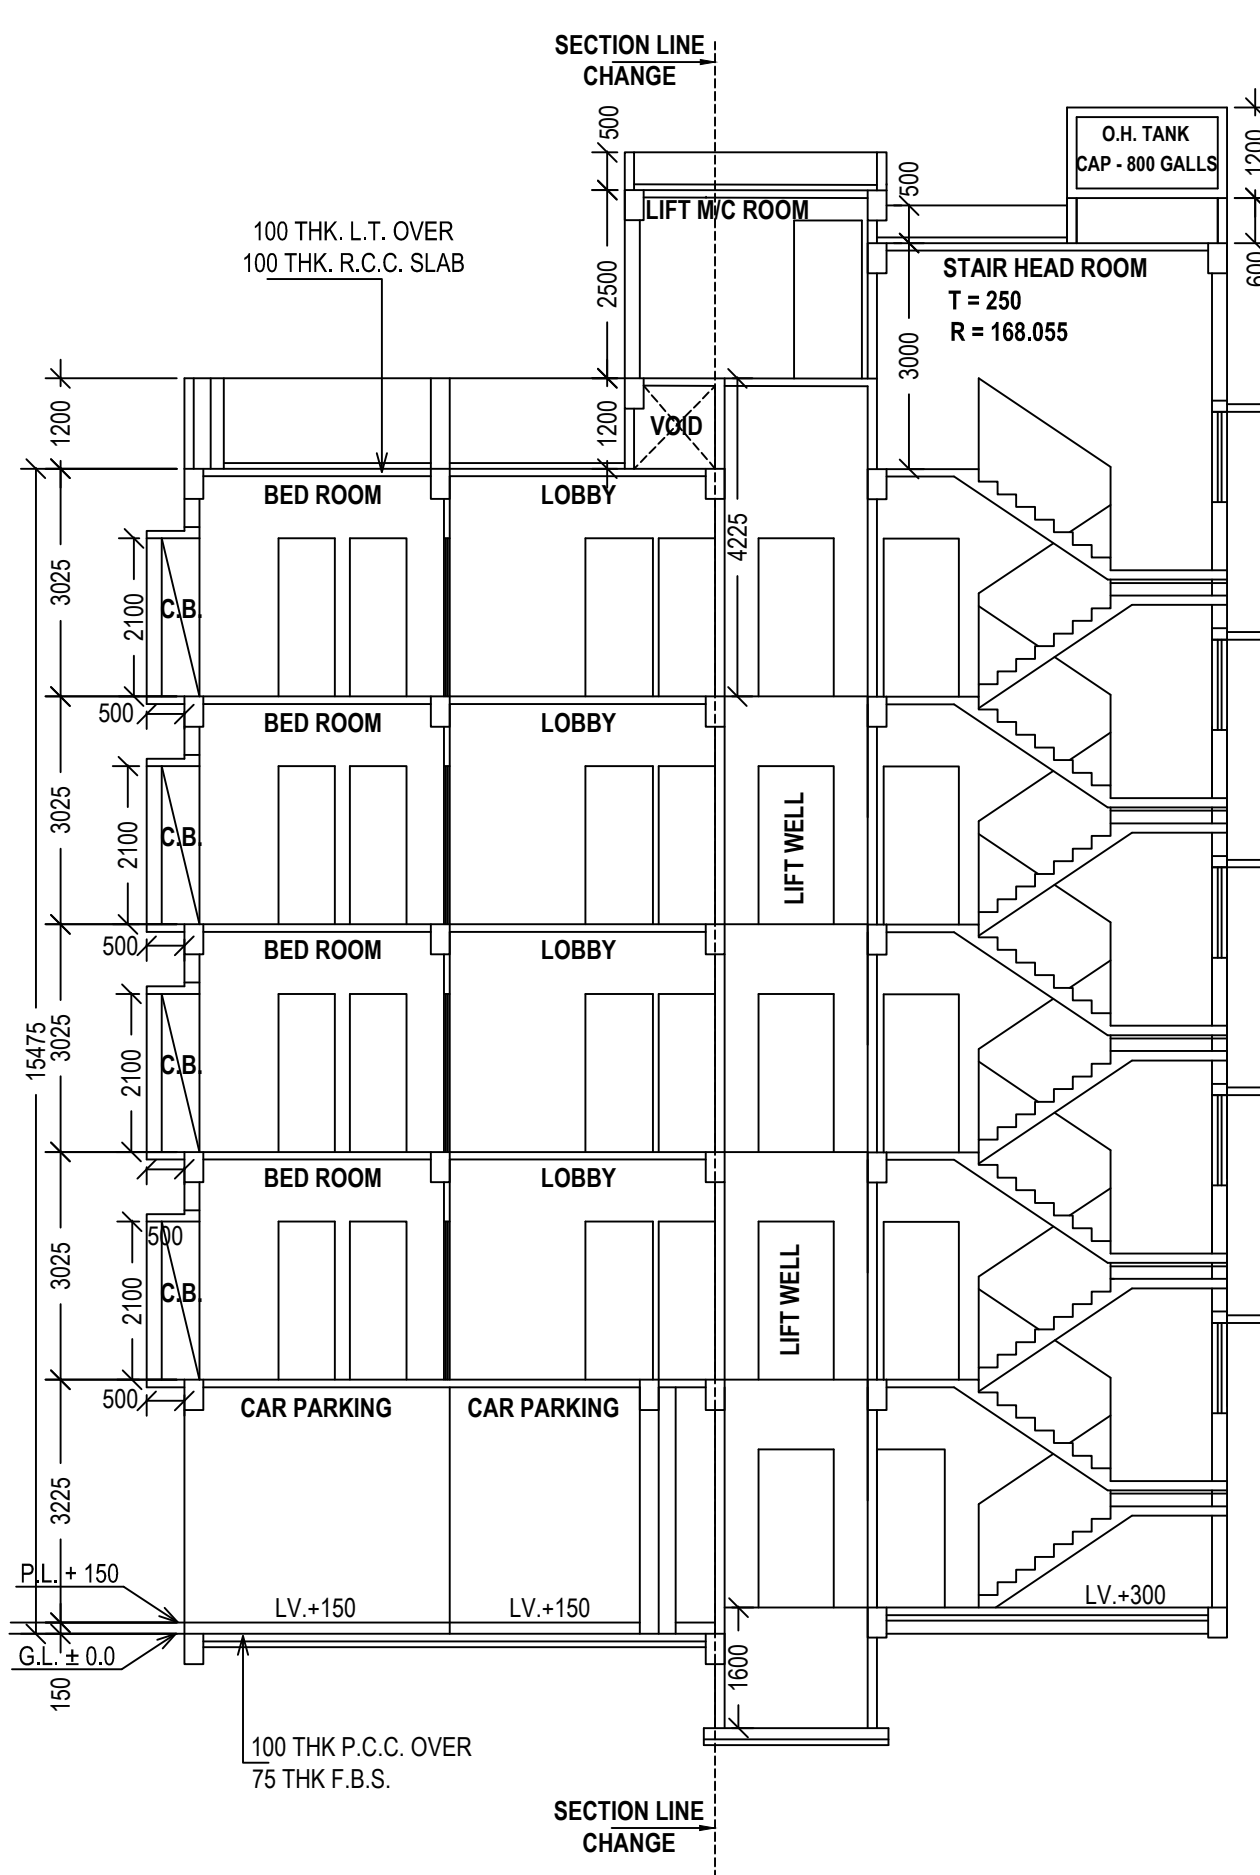 SECTION LINE
CHANGE
500
O.H. TANK
CAP - 800 GALLS
1200
500
LIFT M/C ROOM
100 THK. L.T. OVER
100 THK. R.C.C. SLAB
STAIR HEAD ROOM
T = 250
R = 168.055
600
2500
3000
1200
1200
VOID
BED ROOM
LOBBY
4225
3025
2100
C.B.
500
BED ROOM
LOBBY
3025
2100
C.B.
LIFT WELL
500
BED ROOM
LOBBY
15475
3025
2100
C.B.
BED ROOM
LOBBY
500
3025
2100
C.B.
LIFT WELL
500
CAR PARKING
CAR PARKING
3225
P.L. + 150
LV.+150
LV.+150
LV.+300
G.L. ± 0.0
150
1600
100 THK P.C.C. OVER
75 THK F.B.S.
SECTION LINE
CHANGE